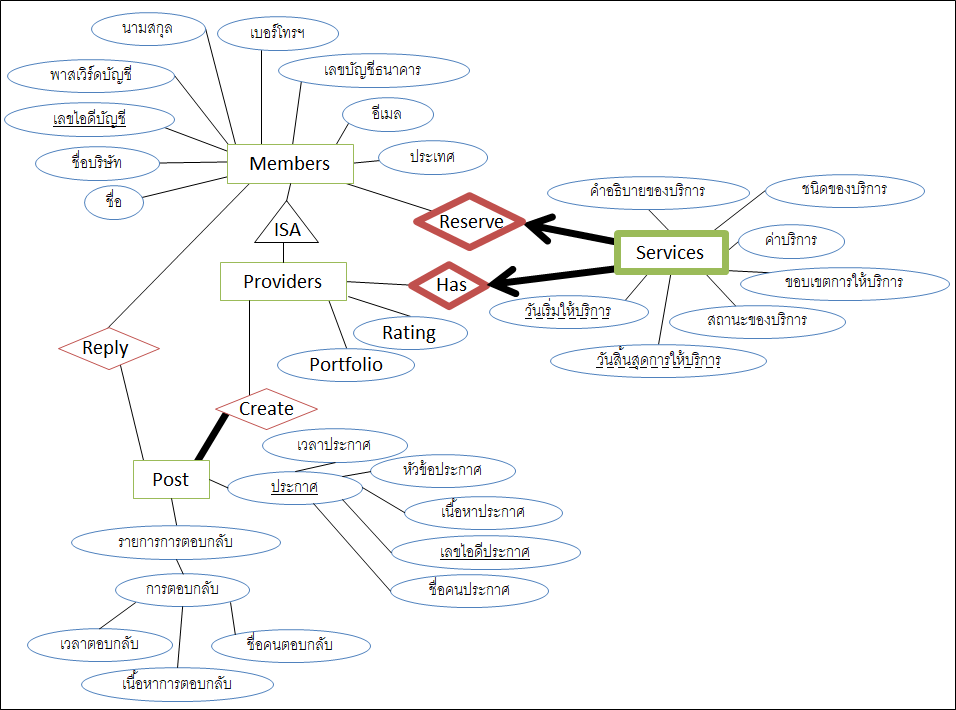 นามสกุล
เบอร์โทรฯ
พาสเวิร์ดบัญชี
เลขบัญชีธนาคาร
เลขไอดีบัญชี
อีเมล
ชื่อบริษัท
Members
ประเทศ
ชื่อ
ISA
Reserve
คำอธิบายของบริการ
ชนิดของบริการ
Services
ค่าบริการ
Providers
Has
ขอบเขตการให้บริการ
วันเริ่มให้บริการ
สถานะของบริการ
วันสิ้นสุดการให้บริการ
Rating
Portfolio
Reply
Create
Post
เวลาประกาศ
หัวข้อประกาศ
ประกาศ
เนื้อหาประกาศ
เลขไอดีประกาศ
ชื่อคนประกาศ
รายการการตอบกลับ
การตอบกลับ
เวลาตอบกลับ
ชื่อคนตอบกลับ
เนื้อหาการตอบกลับ